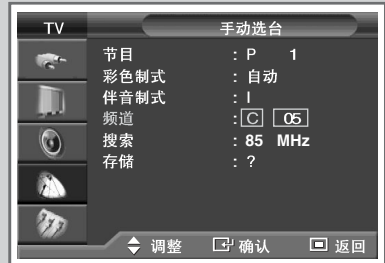 TV
手动选台
节目 : P 1
彩色制式 : 自动
伴音制式 : I
频道 : C 05
搜索 : 85 MHz
存储 : ?
调整 确认 返回